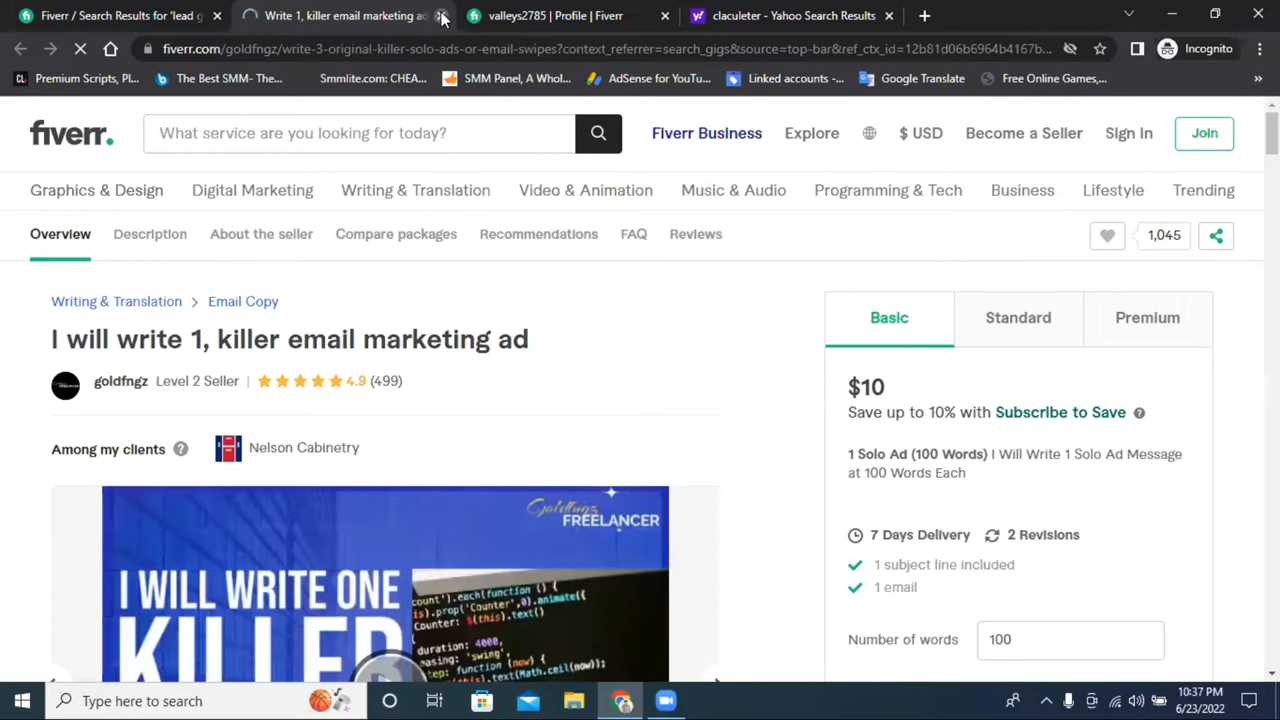 Fiverr / Search Results for 'lead g
Write 1, killer email marketing ad
valleys2785 | Profile | Fiverr
claculeter - Yahoo Search Results
fiverr.com/goldfngz/write-3-original-killer-solo-ads-or-email-swipes?context_referrer=search_gigs&source=top-bar&ref_ctx_id=12b81d06b6964b4167b...
Incognito
Premium Scripts, Pl...
The Best SMM- The...
Smmlite.com: CHEA...
SMM Panel, A Whol...
AdSense for YouTu...
Linked accounts -...
Google Translate
Free Online Games,...
fiverr.
What service are you looking for today?
Fiverr Business
Explore
$ USD
Become a Seller
Sign In
Join
Graphics & Design
Digital Marketing
Writing & Translation
Video & Animation
Music & Audio
Programming & Tech
Business
Lifestyle
Trending
Overview
Description
About the seller
Compare packages
Recommendations
FAQ
Reviews
1,045
Writing & Translation > Email Copy
I will write 1, killer email marketing ad
goldfngz Level 2 Seller | 4.9 (499)
Among my clients ? Nelson Cabinetry
Goldfngz
FREELANCER
I WILL WRITE ONE
KILLER
Basic
Standard
Premium
$10
Save up to 10% with Subscribe to Save ?
1 Solo Ad (100 Words) I Will Write 1 Solo Ad Message
at 100 Words Each
7 Days Delivery 2 Revisions
1 subject line included
1 email
Number of words 100
Type here to search
10:37 PM
6/23/2022